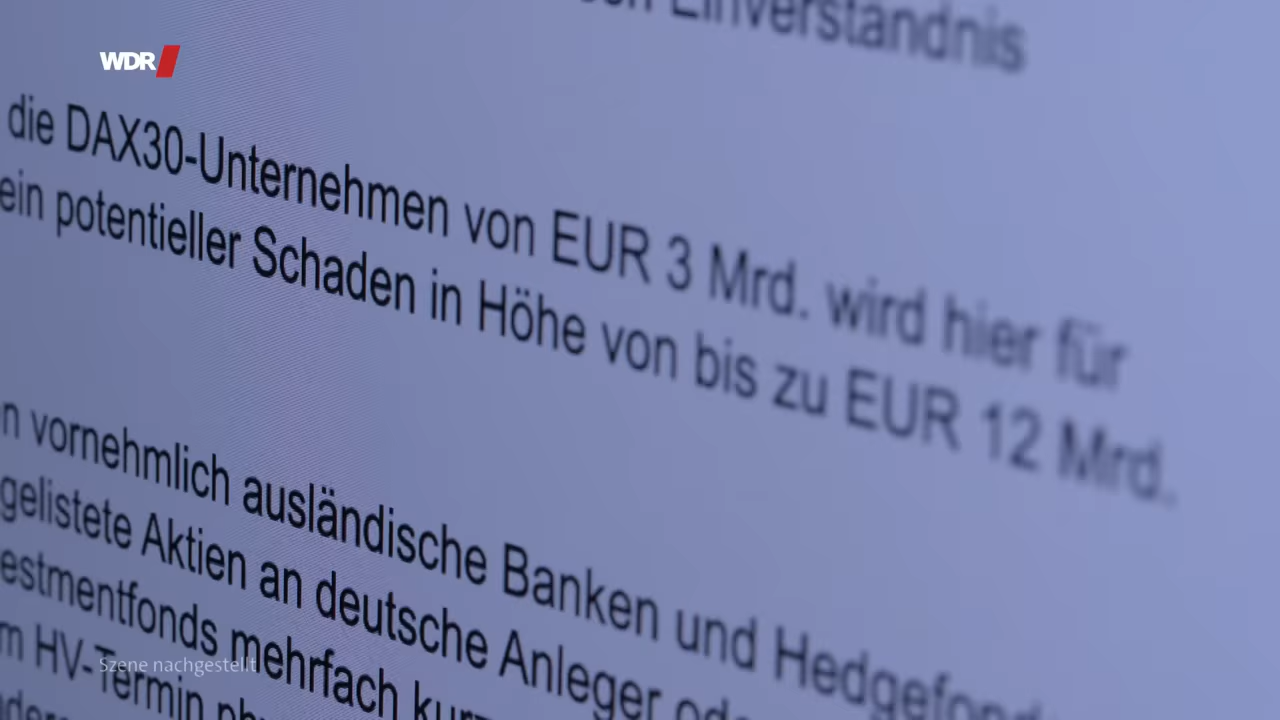 Einverständnis
WDR
die DAX30-Unternehmen von EUR 3 Mrd. wird hier für
ein potentieller Schaden in Höhe von bis zu EUR 12 Mrd.
n vornehmlich ausländische Banken und Hedgefonds
gelistete Aktien an deutsche Anleger
estmentfonds mehrfach kurz
m HV-Termin
Szene nachgestellt